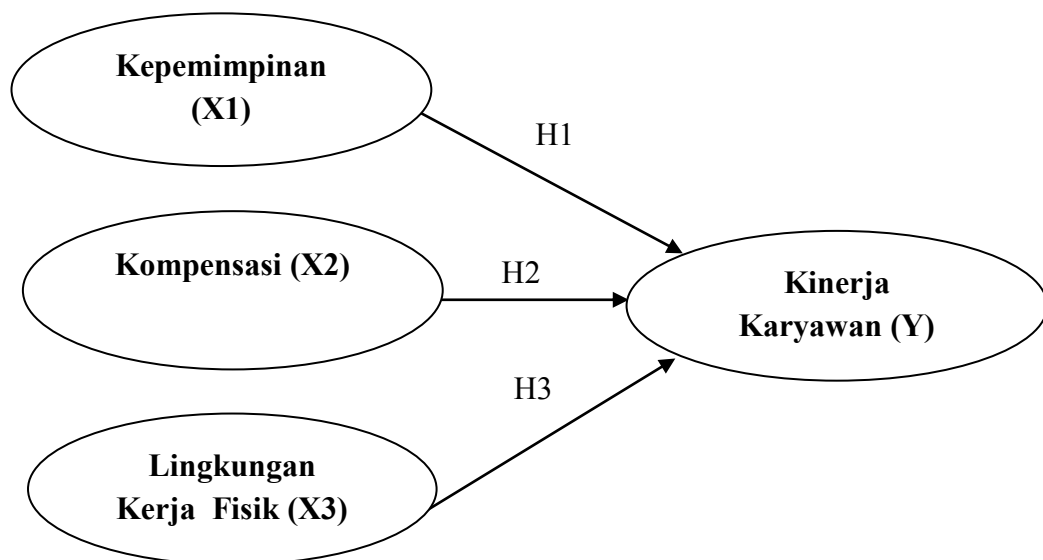 Kepemimpinan
(X1)
H1
Kompensasi (X2)
H2
Kinerja
Karyawan (Y)
H3
Lingkungan
Kerja  Fisik (X3)